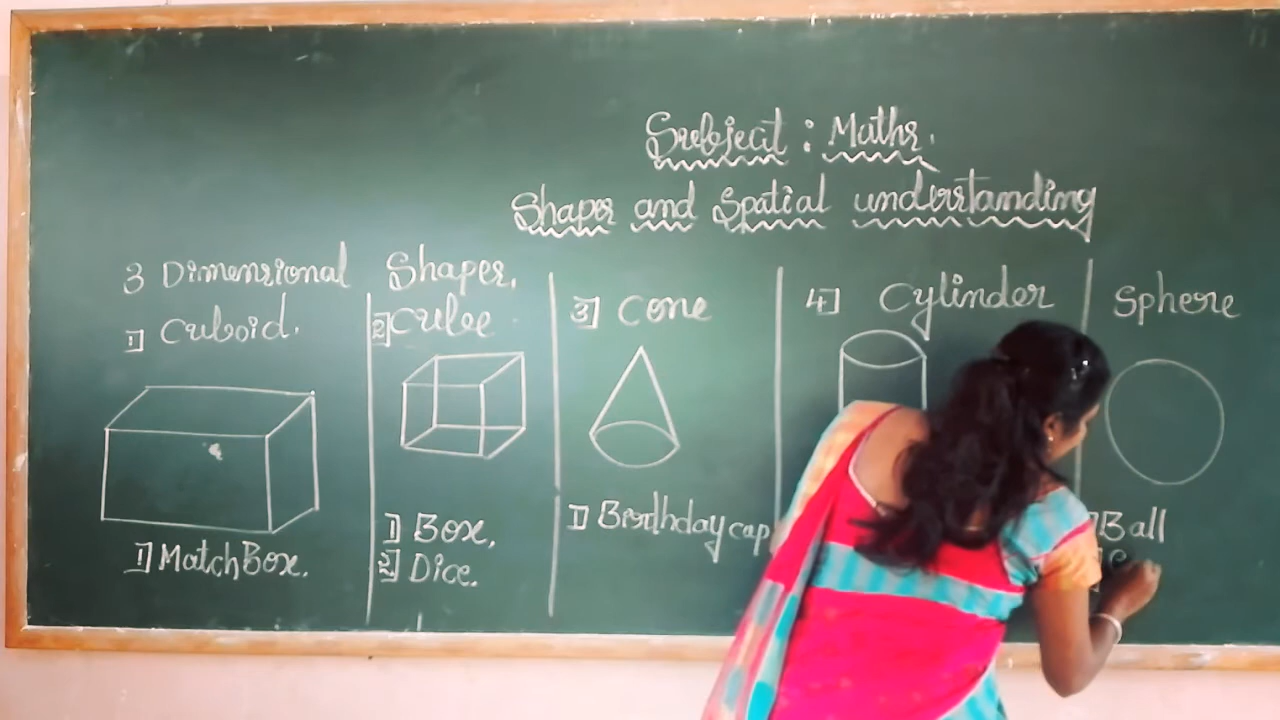 Subject : Maths.
Shapes and Spatial understanding
3 Dimensional Shapes.
1] Cuboid.
1] MatchBox.
2] Cube
1] Box,
2] Dice.
3] Cone
1] Birthday cap
4] Cylinder
Sphere
Ball